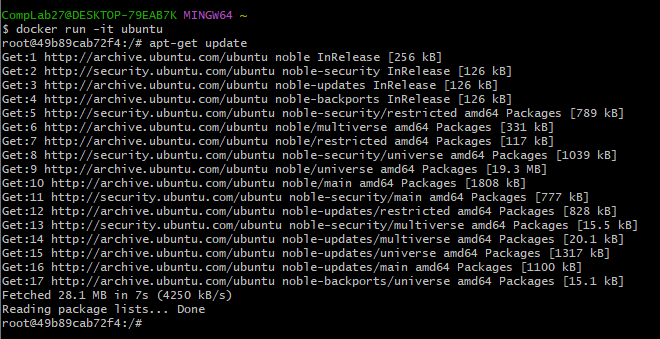 CompLab27@DESKTOP-79EAB7K MINGW64 ~
$ docker run -it ubuntu
root@49b89cab72f4:/# apt-get update
Get:1 http://archive.ubuntu.com/ubuntu noble InRelease [256 kB]
Get:2 http://security.ubuntu.com/ubuntu noble-security InRelease [126 kB]
Get:3 http://archive.ubuntu.com/ubuntu noble-updates InRelease [126 kB]
Get:4 http://archive.ubuntu.com/ubuntu noble-backports InRelease [126 kB]
Get:5 http://security.ubuntu.com/ubuntu noble-security/restricted amd64 Packages [789 kB]
Get:6 http://archive.ubuntu.com/ubuntu noble/multiverse amd64 Packages [331 kB]
Get:7 http://archive.ubuntu.com/ubuntu noble/restricted amd64 Packages [117 kB]
Get:8 http://security.ubuntu.com/ubuntu noble-security/universe amd64 Packages [1039 kB]
Get:9 http://archive.ubuntu.com/ubuntu noble/universe amd64 Packages [19.3 MB]
Get:10 http://archive.ubuntu.com/ubuntu noble/main amd64 Packages [1808 kB]
Get:11 http://security.ubuntu.com/ubuntu noble-security/main amd64 Packages [777 kB]
Get:12 http://archive.ubuntu.com/ubuntu noble-updates/restricted amd64 Packages [828 kB]
Get:13 http://security.ubuntu.com/ubuntu noble-security/multiverse amd64 Packages [15.5 kB]
Get:14 http://archive.ubuntu.com/ubuntu noble-updates/multiverse amd64 Packages [20.1 kB]
Get:15 http://archive.ubuntu.com/ubuntu noble-updates/universe amd64 Packages [1317 kB]
Get:16 http://archive.ubuntu.com/ubuntu noble-updates/main amd64 Packages [1100 kB]
Get:17 http://archive.ubuntu.com/ubuntu noble-backports/universe amd64 Packages [15.1 kB]
Fetched 28.1 MB in 7s (4250 kB/s)
Reading package lists... Done
root@49b89cab72f4:/#